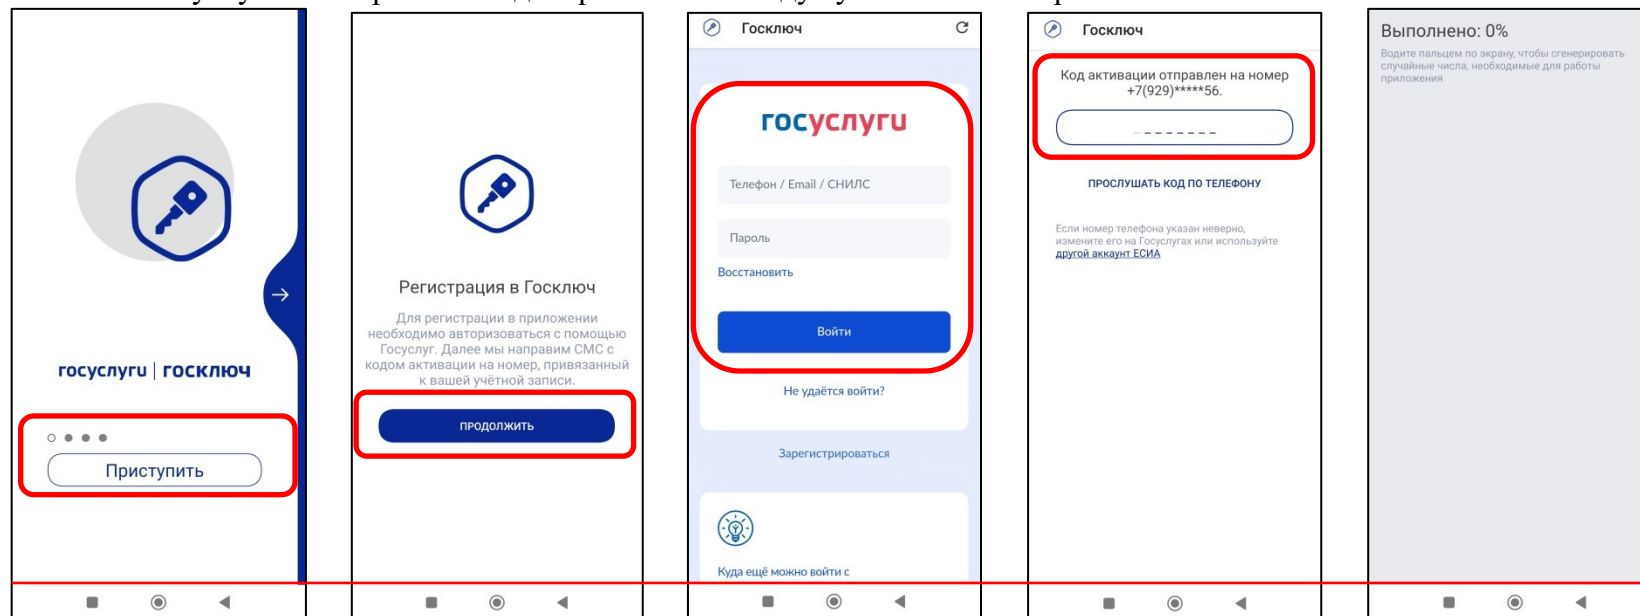 госуслуги | госключ
Приступить
Регистрация в Госключ
Для регистрации в приложении
необходимо авторизоваться с помощью
Госуслуг. Далее мы направим СМС с
кодом активации на номер, привязанный
к вашей учётной записи.
ПРОДОЛЖИТЬ
Госключ
госуслуги
Телефон / Email / СНИЛС
Пароль
Восстановить
Войти
Не удаётся войти?
Зарегистрироваться
Куда ещё можно войти с
Госключ
Код активации отправлен на номер
+7(929)*****56.
ПРОСЛУШАТЬ КОД ПО ТЕЛЕФОНУ
Если номер телефона указан неверно,
измените его на Госуслугах или используйте
другой аккаунт ЕСИА
Выполнено: 0%
Водите пальцем по экрану, чтобы сгенерировать
случайные числа, необходимые для работы
приложения